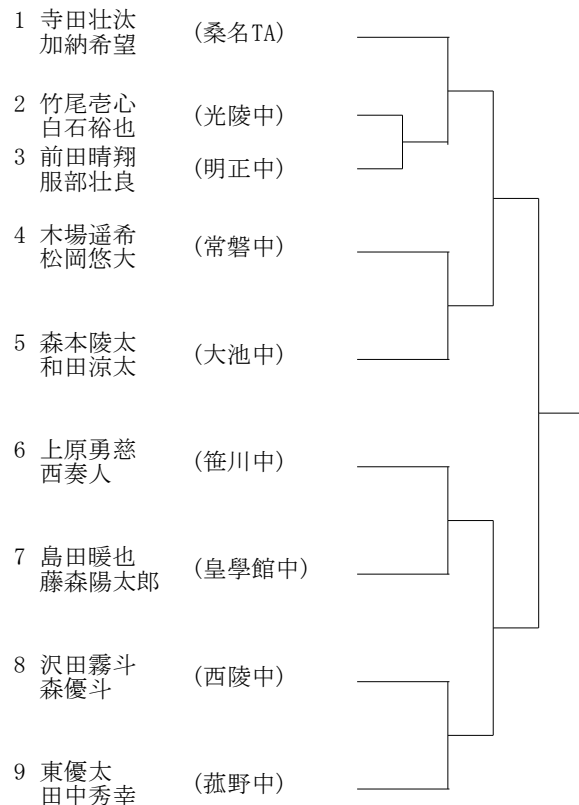 1 寺田壮汰 (桑名TA)
加納希望
2 竹尾壱心 (光陵中)
白石裕也
3 前田晴翔 (明正中)
服部壮良
4 木場遥希 (常磐中)
松岡悠大
5 森本陵太 (大池中)
和田涼太
6 上原勇慈 (笹川中)
西奏人
7 島田暖也 (皇學館中)
藤森陽太郎
8 沢田霧斗 (西陵中)
森優斗
9 東優太 (菰野中)
田中秀幸